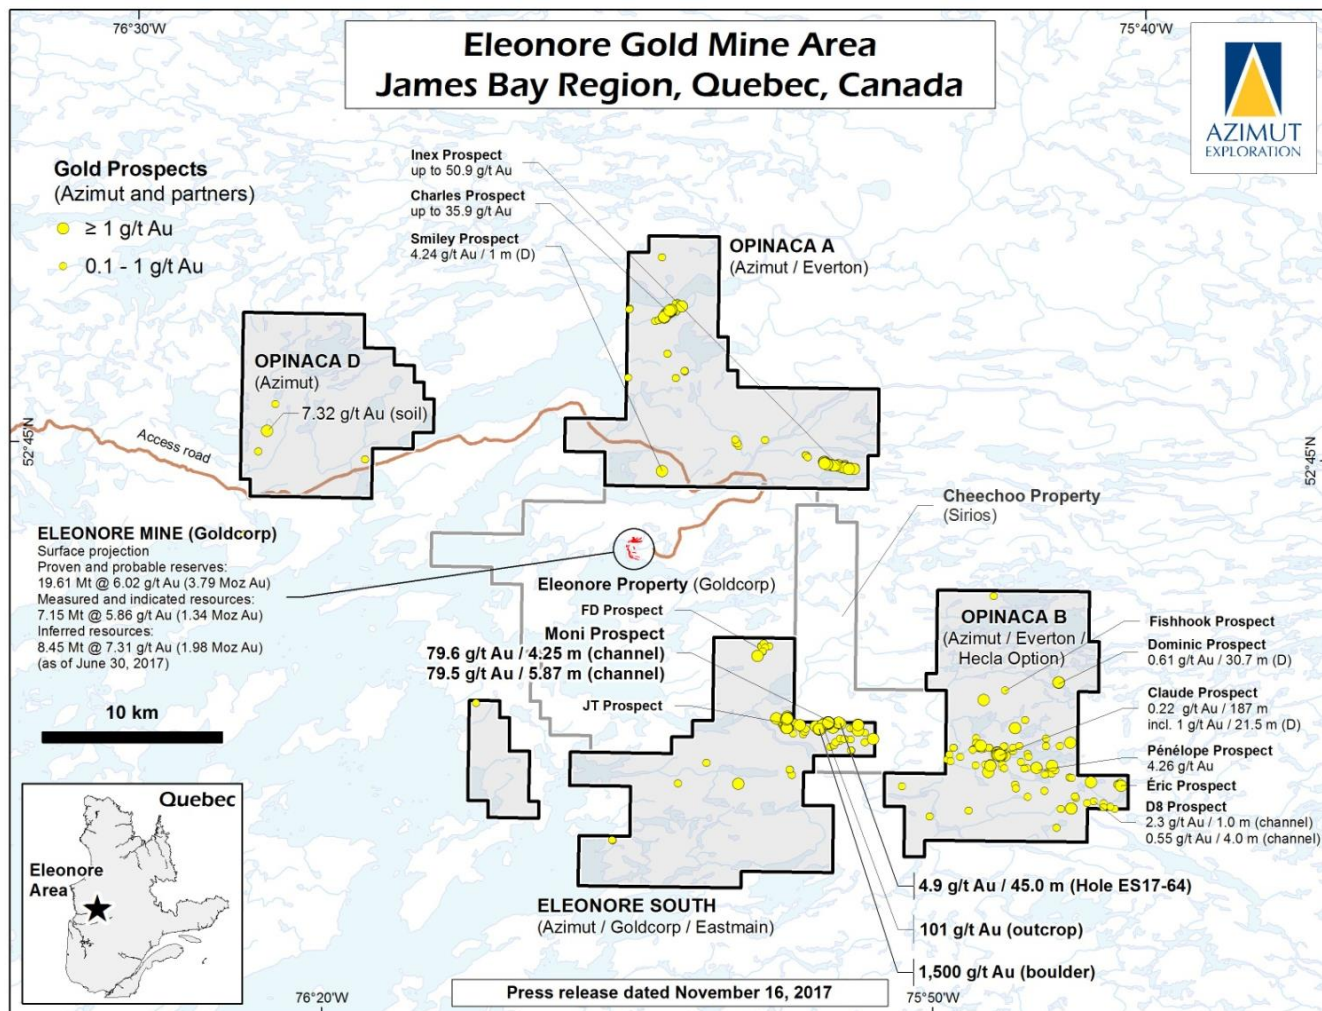 76°30'W
75°40'W
Eleonore Gold Mine Area
James Bay Region, Quebec, Canada
AZIMUT
EXPLORATION
Gold Prospects
(Azimut and partners)
≥ 1 g/t Au
0.1 - 1 g/t Au
Inex Prospect
up to 50.9 g/t Au
Charles Prospect
up to 35.9 g/t Au
Smiley Prospect
4.24 g/t Au / 1 m (D)
OPINACA A
(Azimut / Everton)
OPINACA D
(Azimut)
7.32 g/t Au (soil)
Access road
52°45'N
52°45'N
ELEONORE MINE (Goldcorp)
Surface projection
Proven and probable reserves:
19.61 Mt @ 6.02 g/t Au (3.79 Moz Au)
Measured and indicated resources:
7.15 Mt @ 5.86 g/t Au (1.34 Moz Au)
Inferred resources:
8.45 Mt @ 7.31 g/t Au (1.98 Moz Au)
(as of June 30, 2017)
10 km
Cheechoo Property
(Sirios)
Eleonore Property (Goldcorp)
FD Prospect
Moni Prospect
79.6 g/t Au / 4.25 m (channel)
79.5 g/t Au / 5.87 m (channel)
JT Prospect
OPINACA B
(Azimut / Everton /
Hecla Option)
Fishhook Prospect
Dominic Prospect
0.61 g/t Au / 30.7 m (D)
Claude Prospect
0.22 g/t Au / 187 m
incl. 1 g/t Au / 21.5 m (D)
Pénélope Prospect
4.26 g/t Au
Éric Prospect
D8 Prospect
2.3 g/t Au / 1.0 m (channel)
0.55 g/t Au / 4.0 m (channel)
4.9 g/t Au / 45.0 m (Hole ES17-64)
101 g/t Au (outcrop)
1,500 g/t Au (boulder)
ELEONORE SOUTH
(Azimut / Goldcorp / Eastmain)
Quebec
Eleonore
Area
76°20'W
Press release dated November 16, 2017
75°50'W